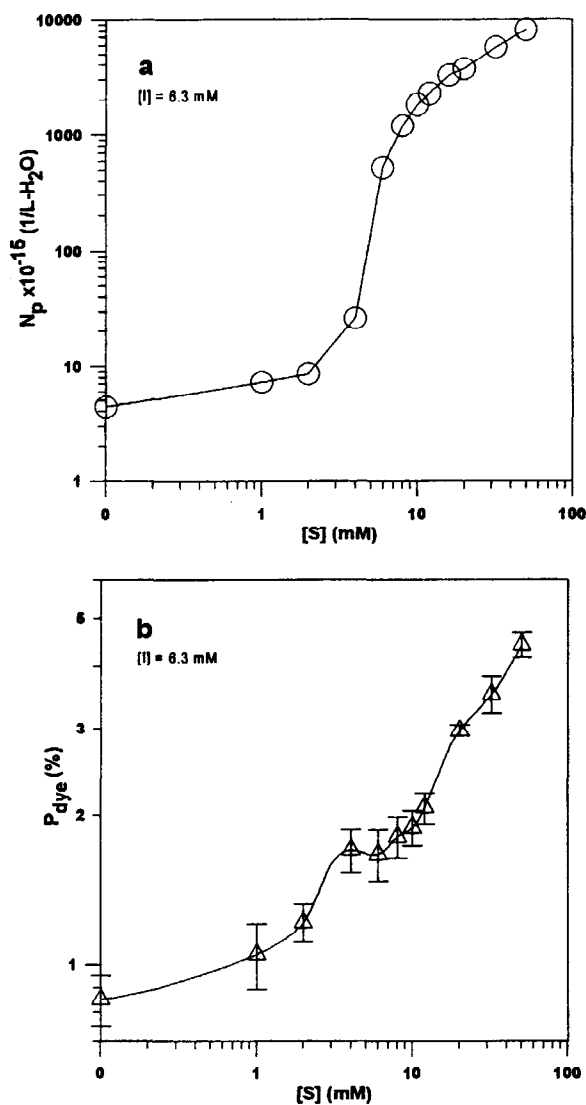 10000
1000
100
10
1
a
[I] = 6.3 mM
N_p x10^-15 (1/L-H_2O)
0 1 10 100
[S] (mM)
5
3
2
1
b
[I] = 6.3 mM
P_dye (%)
0 1 10 100
[S] (mM)